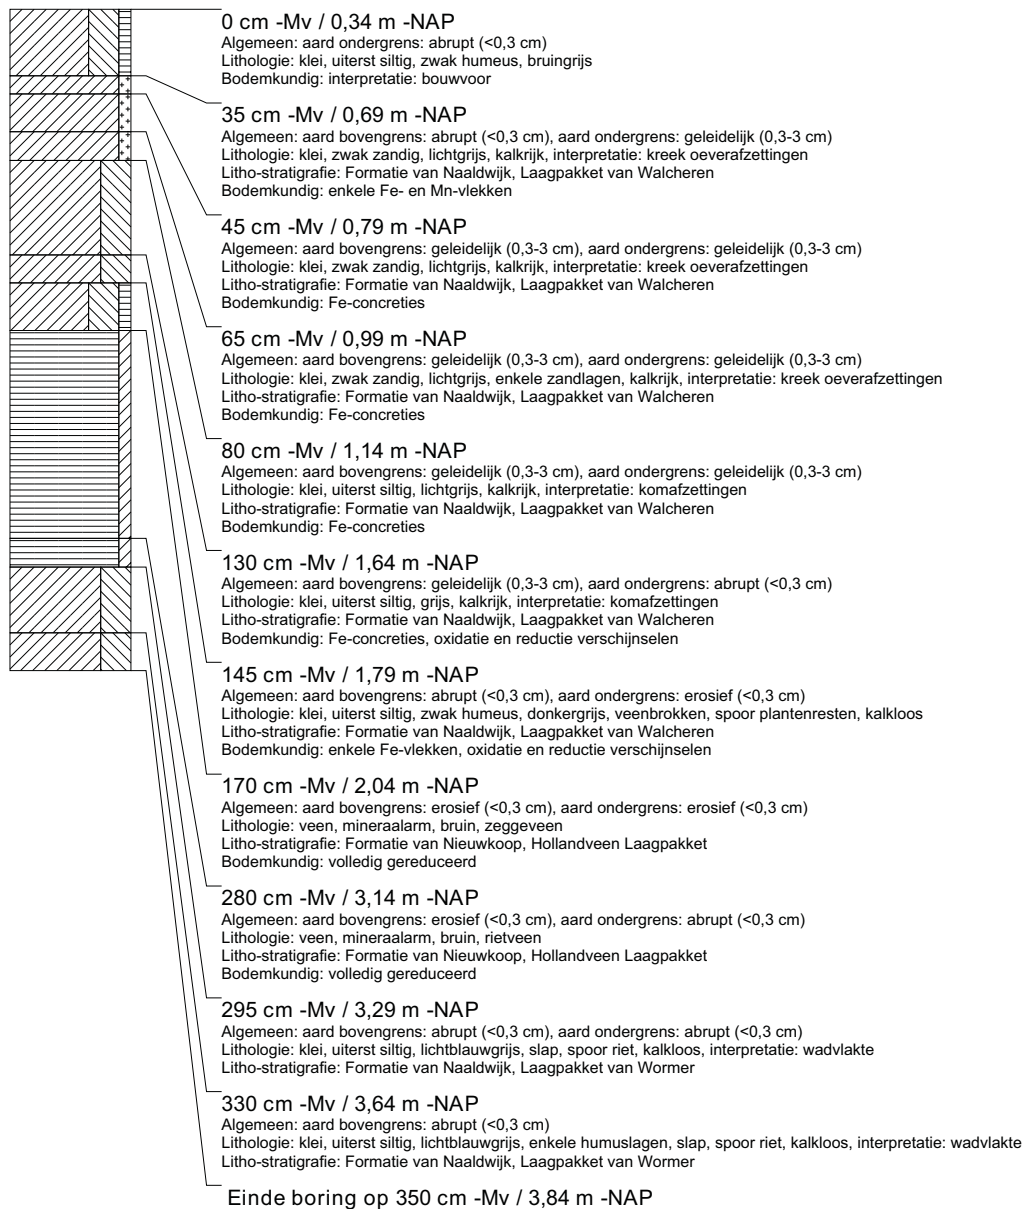 0 cm -Mv / 0,34 m -NAP
Algemeen: aard ondergrens: abrupt (<0,3 cm)
Lithologie: klei, uiterst siltig, zwak humeus, bruingrijs
Bodemkundig: interpretatie: bouwvoor
35 cm -Mv / 0,69 m -NAP
Algemeen: aard bovengrens: abrupt (<0,3 cm), aard ondergrens: geleidelijk (0,3-3 cm)
Lithologie: klei, zwak zandig, lichtgrijs, kalkrijk, interpretatie: kreek oeverafzettingen
Litho-stratigrafie: Formatie van Naaldwijk, Laagpakket van Walcheren
Bodemkundig: enkele Fe- en Mn-vlekken
45 cm -Mv / 0,79 m -NAP
Algemeen: aard bovengrens: geleidelijk (0,3-3 cm), aard ondergrens: geleidelijk (0,3-3 cm)
Lithologie: klei, zwak zandig, lichtgrijs, kalkrijk, interpretatie: kreek oeverafzettingen
Litho-stratigrafie: Formatie van Naaldwijk, Laagpakket van Walcheren
Bodemkundig: Fe-concreties
65 cm -Mv / 0,99 m -NAP
Algemeen: aard bovengrens: geleidelijk (0,3-3 cm), aard ondergrens: geleidelijk (0,3-3 cm)
Lithologie: klei, zwak zandig, lichtgrijs, enkele zandlagen, kalkrijk, interpretatie: kreek oeverafzettingen
Litho-stratigrafie: Formatie van Naaldwijk, Laagpakket van Walcheren
Bodemkundig: Fe-concreties
80 cm -Mv / 1,14 m -NAP
Algemeen: aard bovengrens: geleidelijk (0,3-3 cm), aard ondergrens: geleidelijk (0,3-3 cm)
Lithologie: klei, uiterst siltig, lichtgrijs, kalkrijk, interpretatie: komafzettingen
Litho-stratigrafie: Formatie van Naaldwijk, Laagpakket van Walcheren
Bodemkundig: Fe-concreties
130 cm -Mv / 1,64 m -NAP
Algemeen: aard bovengrens: geleidelijk (0,3-3 cm), aard ondergrens: abrupt (<0,3 cm)
Lithologie: klei, uiterst siltig, grijs, kalkrijk, interpretatie: komafzettingen
Litho-stratigrafie: Formatie van Naaldwijk, Laagpakket van Walcheren
Bodemkundig: Fe-concreties, oxidatie en reductie verschijnselen
145 cm -Mv / 1,79 m -NAP
Algemeen: aard bovengrens: abrupt (<0,3 cm), aard ondergrens: erosief (<0,3 cm)
Lithologie: klei, uiterst siltig, zwak humeus, donkergrijs, veenbrokken, spoor plantenresten, kalkloos
Litho-stratigrafie: Formatie van Naaldwijk, Laagpakket van Walcheren
Bodemkundig: enkele Fe-vlekken, oxidatie en reductie verschijnselen
170 cm -Mv / 2,04 m -NAP
Algemeen: aard bovengrens: erosief (<0,3 cm), aard ondergrens: erosief (<0,3 cm)
Lithologie: veen, mineraalarm, bruin, zeggeveen
Litho-stratigrafie: Formatie van Nieuwkoop, Hollandveen Laagpakket
Bodemkundig: volledig gereduceerd
280 cm -Mv / 3,14 m -NAP
Algemeen: aard bovengrens: erosief (<0,3 cm), aard ondergrens: abrupt (<0,3 cm)
Lithologie: veen, mineraalarm, bruin, rietveen
Litho-stratigrafie: Formatie van Nieuwkoop, Hollandveen Laagpakket
Bodemkundig: volledig gereduceerd
295 cm -Mv / 3,29 m -NAP
Algemeen: aard bovengrens: abrupt (<0,3 cm), aard ondergrens: abrupt (<0,3 cm)
Lithologie: klei, uiterst siltig, lichtblauwgrijs, slap, spoor riet, kalkloos, interpretatie: wadvlakte
Litho-stratigrafie: Formatie van Naaldwijk, Laagpakket van Wormer
330 cm -Mv / 3,64 m -NAP
Algemeen: aard bovengrens: abrupt (<0,3 cm)
Lithologie: klei, uiterst siltig, lichtblauwgrijs, enkele humuslagen, slap, spoor riet, kalkloos, interpretatie: wadvlakte
Litho-stratigrafie: Formatie van Naaldwijk, Laagpakket van Wormer
Einde boring op 350 cm -Mv / 3,84 m -NAP